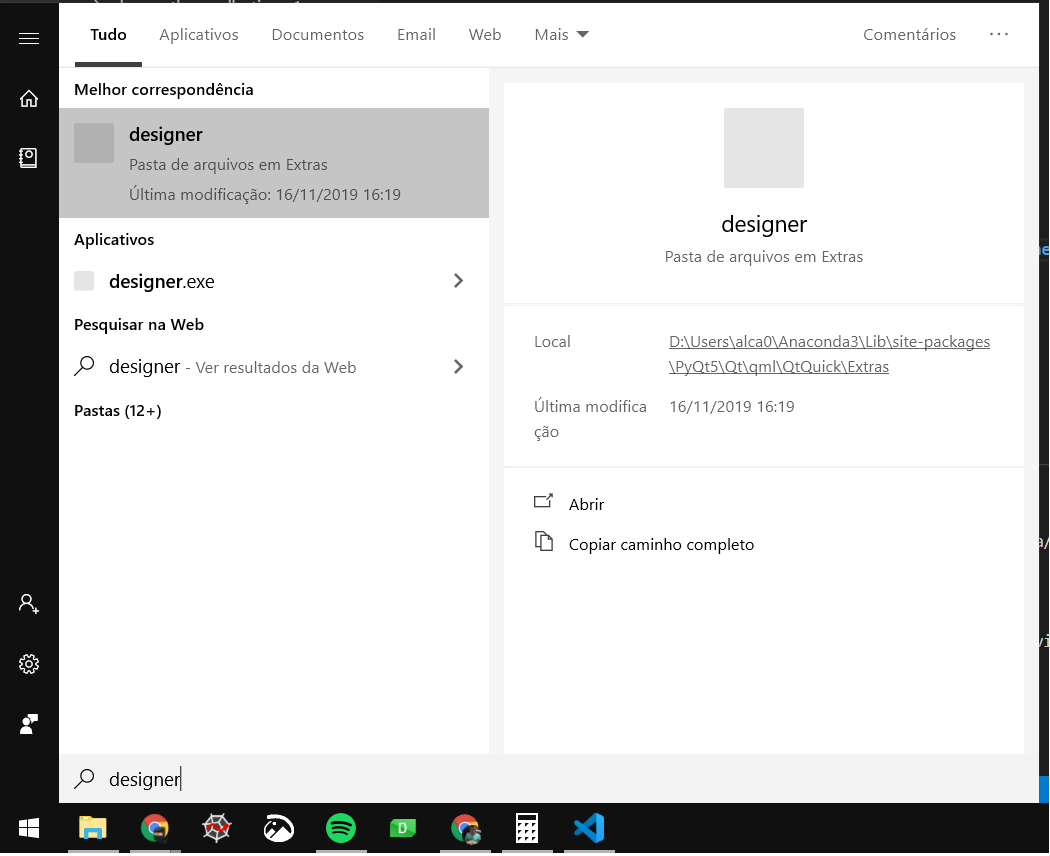 Tudo Aplicativos Documentos Email Web Mais Comentários ...
Melhor correspondência
designer
Pasta de arquivos em Extras
Última modificação: 16/11/2019 16:19
Aplicativos
designer.exe
Pesquisar na Web
designer - Ver resultados da Web
Pastas (12+)
designer
Pasta de arquivos em Extras
Local
D:\Users\alca0\Anaconda3\Lib\site-packages
\PyQt5\Qt\qml\QtQuick\Extras
Última modifica
ção
16/11/2019 16:19
Abrir
Copiar caminho completo
designer
D